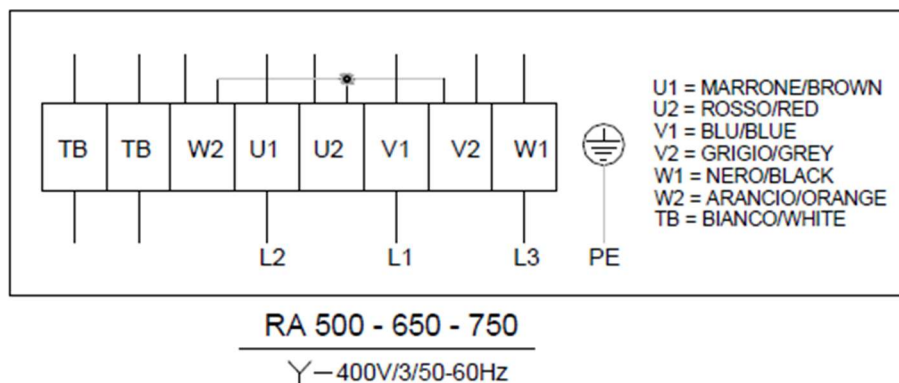 TB TB W2 U1 U2 V1 V2 W1
L2 L1 L3 PE
U1 = MARRONE/BROWN
U2 = ROSSO/RED
V1 = BLU/BLUE
V2 = GRIGIO/GREY
W1 = NERO/BLACK
W2 = ARANCIO/ORANGE
TB = BIANCO/WHITE
RA 500 - 650 - 750
Y-400V/3/50-60Hz